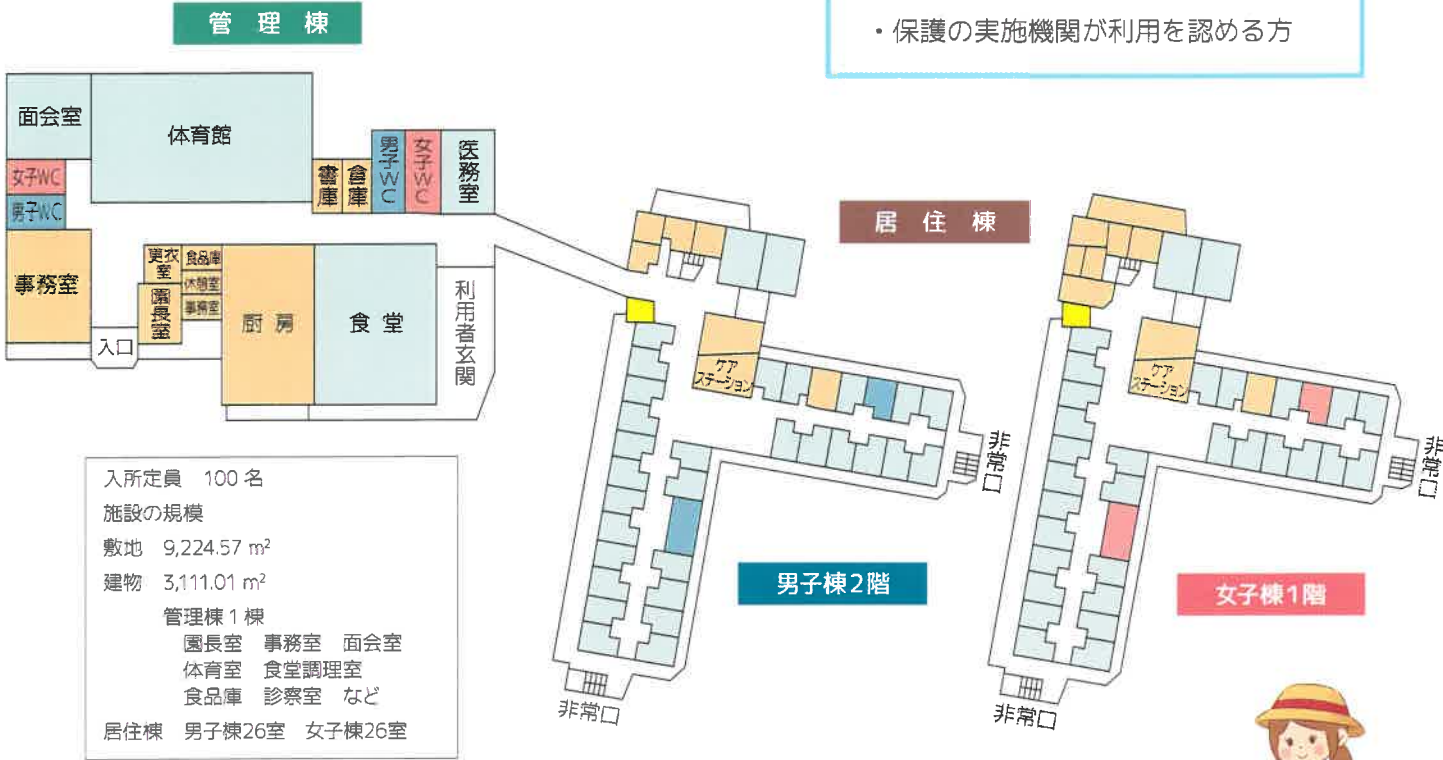 ・保護の実施機関が利用を認める方
管理棟
面会室
体育館
女子WC
男子WC
書庫
倉庫
男子WC
女子WC
医務室
事務室
更衣室
食品庫
休憩室
事務室
園長室
厨房
食堂
利用者玄関
入口
居住棟
ケア
ステーション
非常口
非常口
男子棟2階
ケア
ステーション
非常口
非常口
女子棟1階
入所定員 100名
施設の規模
敷地 9,224.57 m²
建物 3,111.01 m²
管理棟1棟
園長室 事務室 面会室
体育室 食堂調理室
食品庫 診察室 など
居住棟 男子棟26室 女子棟26室